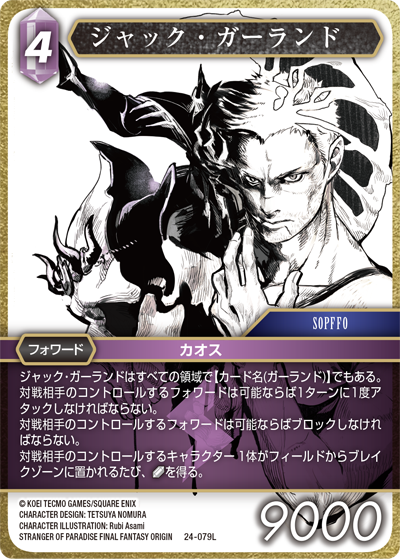 4
ジャック・ガーランド
SOPFFO
フォワード
カオス
ジャック・ガーランドはすべての領域で【カード名(ガーランド)】でもある。
対戦相手のコントロールするフォワードは可能ならば1ターンに1度ア
タックしなければならない。
対戦相手のコントロールするフォワードは可能ならばブロックしなけれ
ばならない。
対戦相手のコントロールするキャラクター1体がフィールドからブレイ
クゾーンに置かれるたび、を得る。
© KOEI TECMO GAMES/SQUARE ENIX
CHARACTER DESIGN: TETSUYA NOMURA
CHARACTER ILLUSTRATION: Rubi Asami
STRANGER OF PARADISE FINAL FANTASY ORIGIN 24-079L
9000